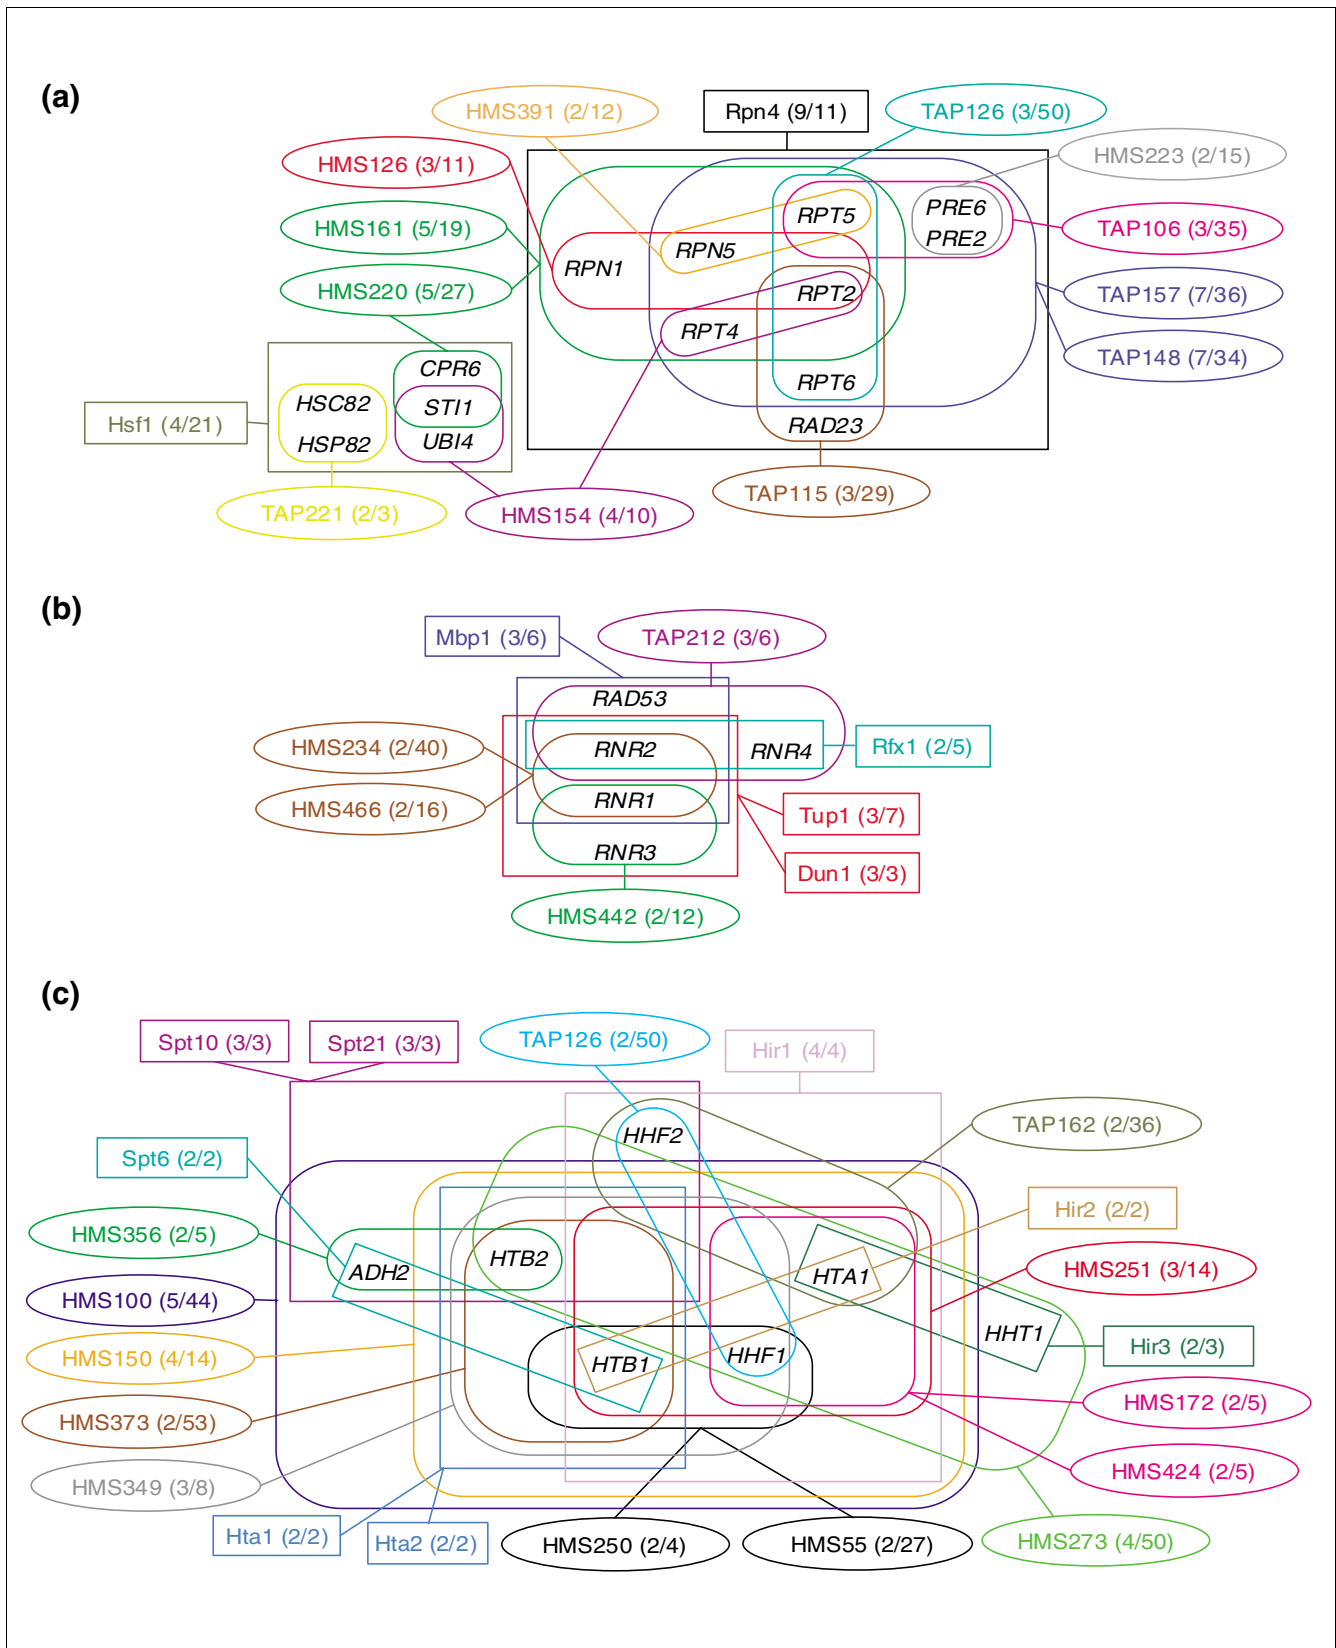 (a)
HMS391 (2/12)
Rpn4 (9/11)
TAP126 (3/50)
HMS126 (3/11)
HMS223 (2/15)
HMS161 (5/19)
RPT5
PRE6
TAP106 (3/35)
PRE2
RPN5
RPN1
HMS220 (5/27)
RPT2
TAP157 (7/36)
RPT4
TAP148 (7/34)
CPR6
RPT6
HSC82
STI1
Hsf1 (4/21)
RAD23
HSP82
UBI4
TAP221 (2/3)
HMS154 (4/10)
TAP115 (3/29)
(b)
Mbp1 (3/6)
TAP212 (3/6)
RAD53
HMS234 (2/40)
RNR2
RNR4
Rfx1 (2/5)
HMS466 (2/16)
RNR1
Tup1 (3/7)
RNR3
Dun1 (3/3)
HMS442 (2/12)
(c)
Spt10 (3/3)
Spt21 (3/3)
TAP126 (2/50)
Hir1 (4/4)
TAP162 (2/36)
HHF2
Spt6 (2/2)
Hir2 (2/2)
HMS356 (2/5)
HTB2
ADH2
HTA1
HMS251 (3/14)
HMS100 (5/44)
HHT1
Hir3 (2/3)
HMS150 (4/14)
HTB1
HHF1
HMS172 (2/5)
HMS373 (2/53)
HMS424 (2/5)
HMS349 (3/8)
Hta1 (2/2)
Hta2 (2/2)
HMS250 (2/4)
HMS55 (2/27)
HMS273 (4/50)